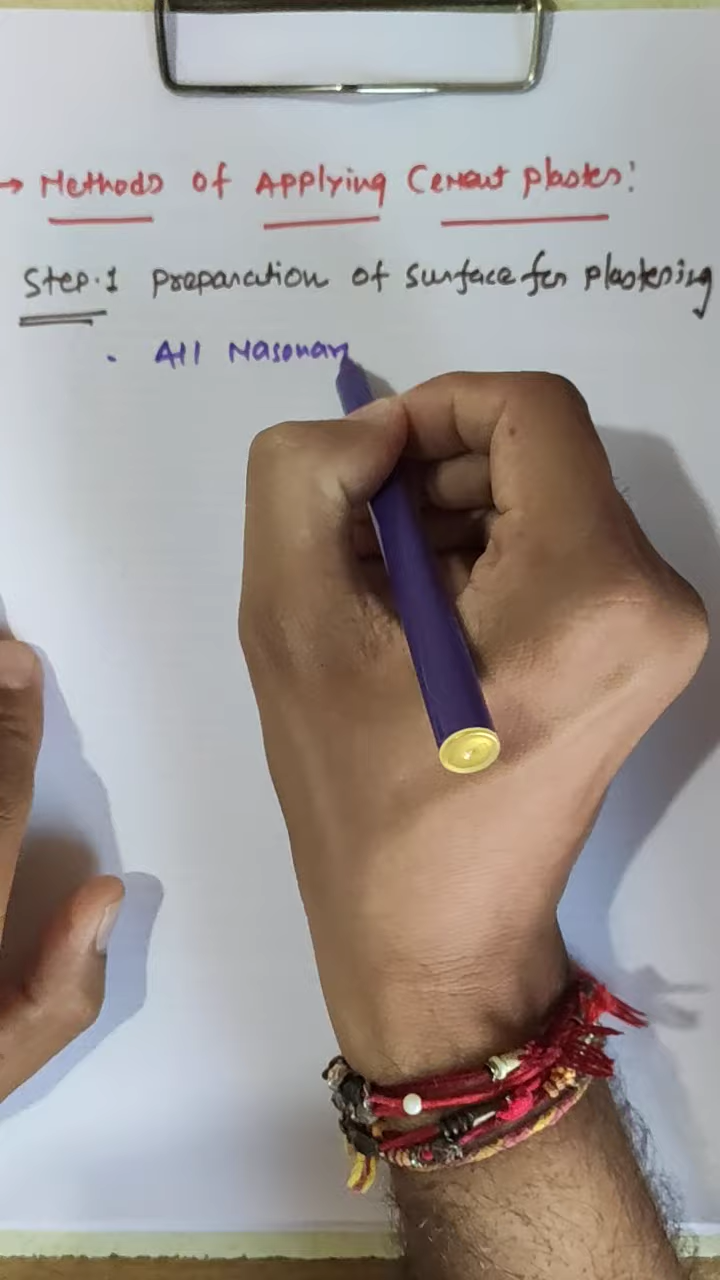 → Methods of Applying Cement plaster:
Step.1 preparation of surface for plastering
. All Masonary